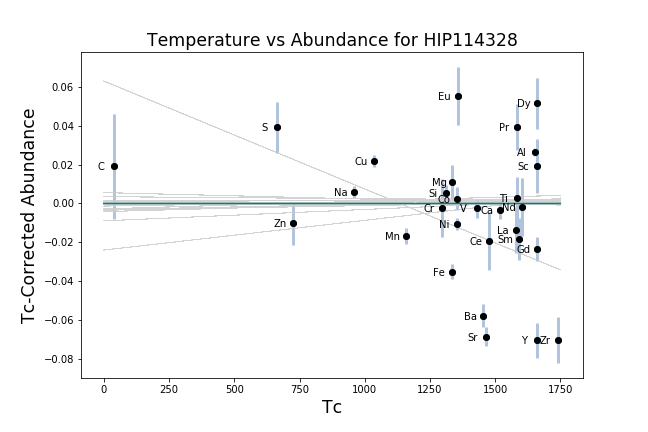 Temperature vs Abundance for HIP114328
Tc-Corrected Abundance
0.06
0.04
0.02
0.00
−0.02
−0.04
−0.06
−0.08
Eu
Dy
S
Pr
Cu
Al
C
Sc
Mg
Na
Si
Ti
Co
Cr
V
Ca
Nd
Zn
Ni
La
Mn
Ce
Sm
Gd
Fe
Ba
Sr
Y
Zr
0
250
500
750
1000
1250
1500
1750
Tc